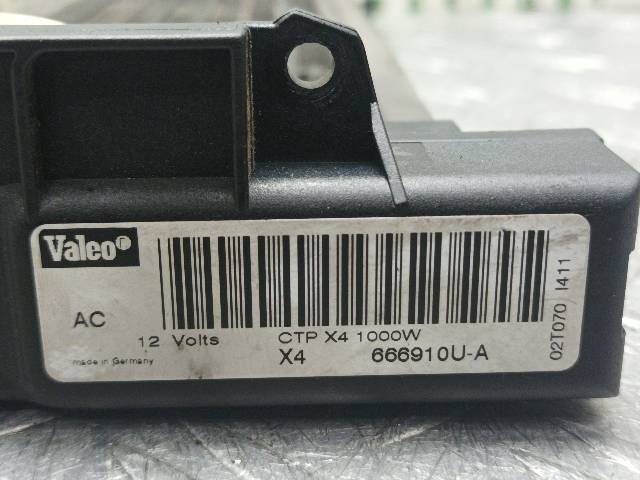 Valeo
AC
12 Volts
CTP X4 1000W
made in Germany
X4
666910U-A
02T070 I411